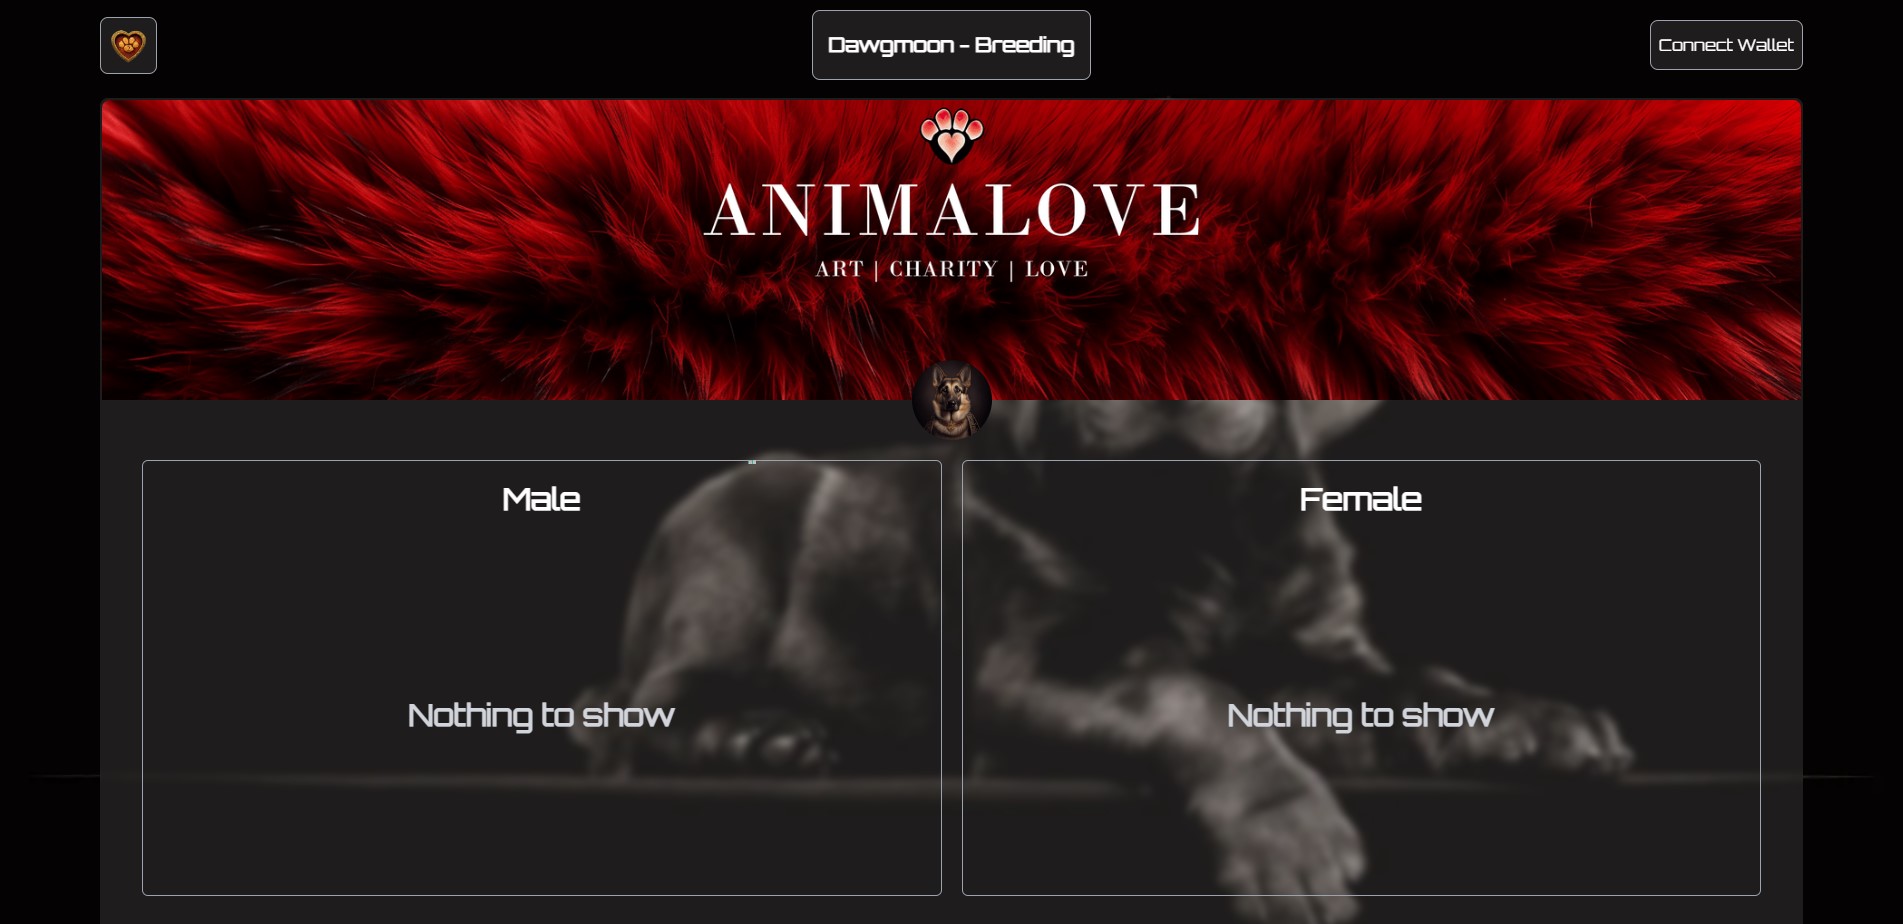 Dawgmoon - Breeding
Connect Wallet
ANIMALOVE
ART | CHARITY | LOVE
Male
Female
Nothing to show
Nothing to show